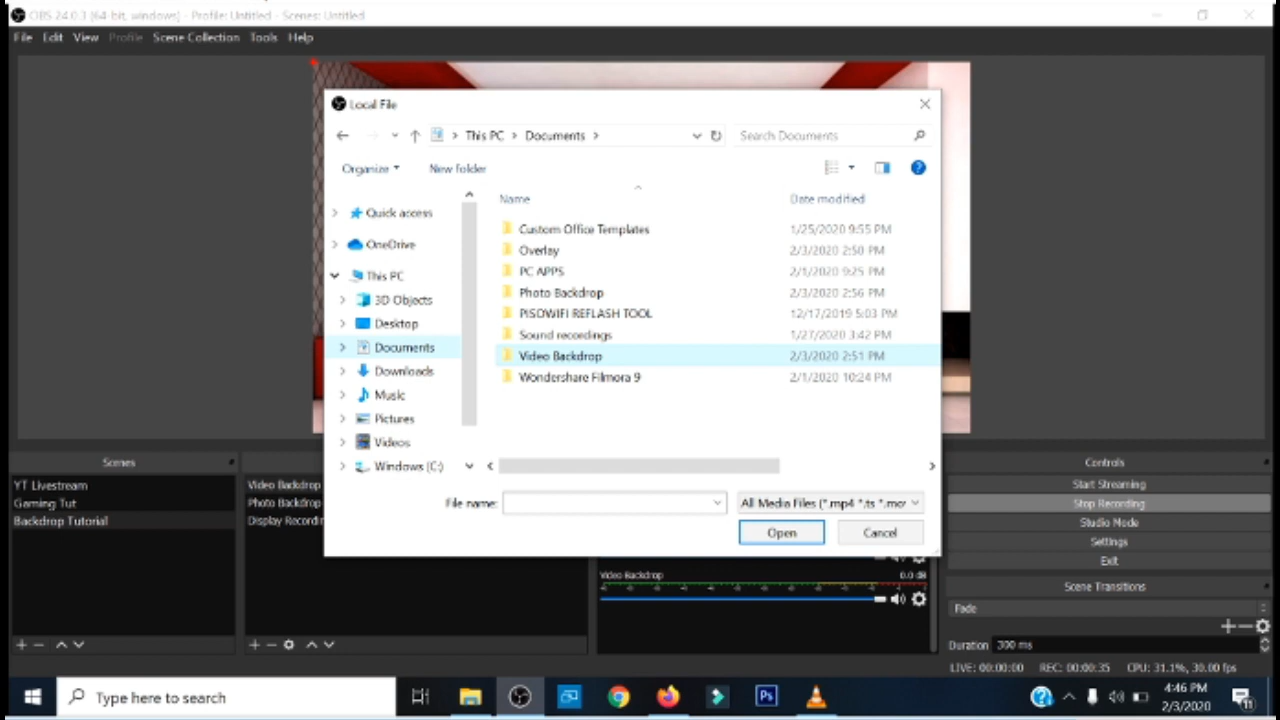 OBS 24.0.3 (64-bit, windows) - Profile: Untitled - Scenes: Untitled
File Edit View Profile Scene Collection Tools Help
Local File
This PC > Documents >
Search Documents
Organize
New folder
Name
Date modified
Quick access
OneDrive
This PC
3D Objects
Desktop
Documents
Downloads
Music
Pictures
Videos
Windows (C:)
Custom Office Templates 1/25/2020 9:55 PM
Overlay 2/3/2020 2:50 PM
PC APPS 2/1/2020 9:25 PM
Photo Backdrop 2/3/2020 2:56 PM
PISOWIFI REFLASH TOOL 12/17/2019 5:03 PM
Sound recordings 1/27/2020 3:42 PM
Video Backdrop 2/3/2020 2:51 PM
Wondershare Filmora 9 2/1/2020 10:24 PM
File name:
All Media Files (*.mp4 *.ts *.mov
Open
Cancel
Scenes
YT Livestream
Gaming Tut
Backdrop Tutorial
Video Backdrop
Photo Backdrop
Display Recordin
Video Backdrop
0.0 dB
Controls
Start Streaming
Stop Recording
Studio Mode
Settings
Exit
Scene Transitions
Fade
Duration 300 ms
LIVE: 00:00:00 REC: 00:00:35 CPU: 31.1%, 30.00 fps
Type here to search
Ps
4:46 PM
2/3/2020
11